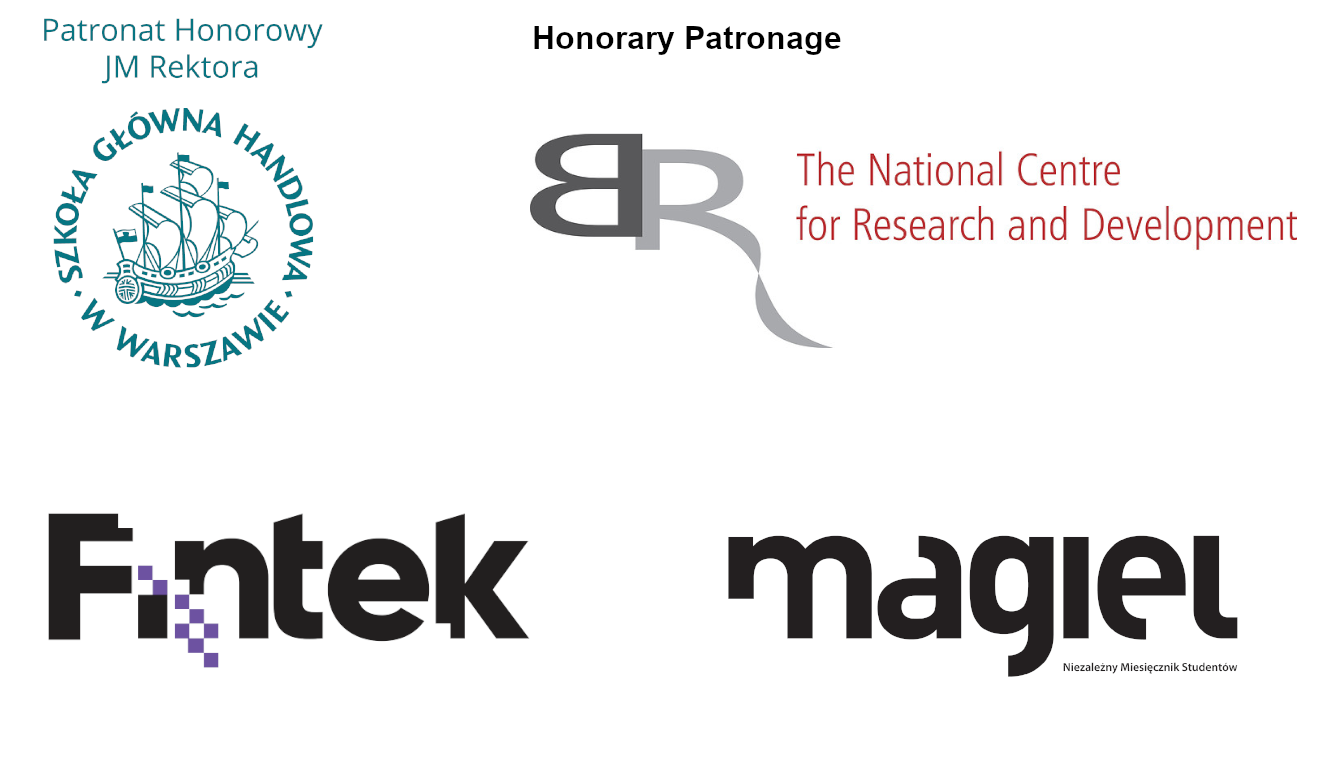 Patronat Honorowy
JM Rektora
SZKOŁA GŁÓWNA HANDLOWA
· W WARSZAWIE ·
Honorary Patronage
BR
The National Centre
for Research and Development
Fintek
magiel
Niezależny Miesięcznik Studentów